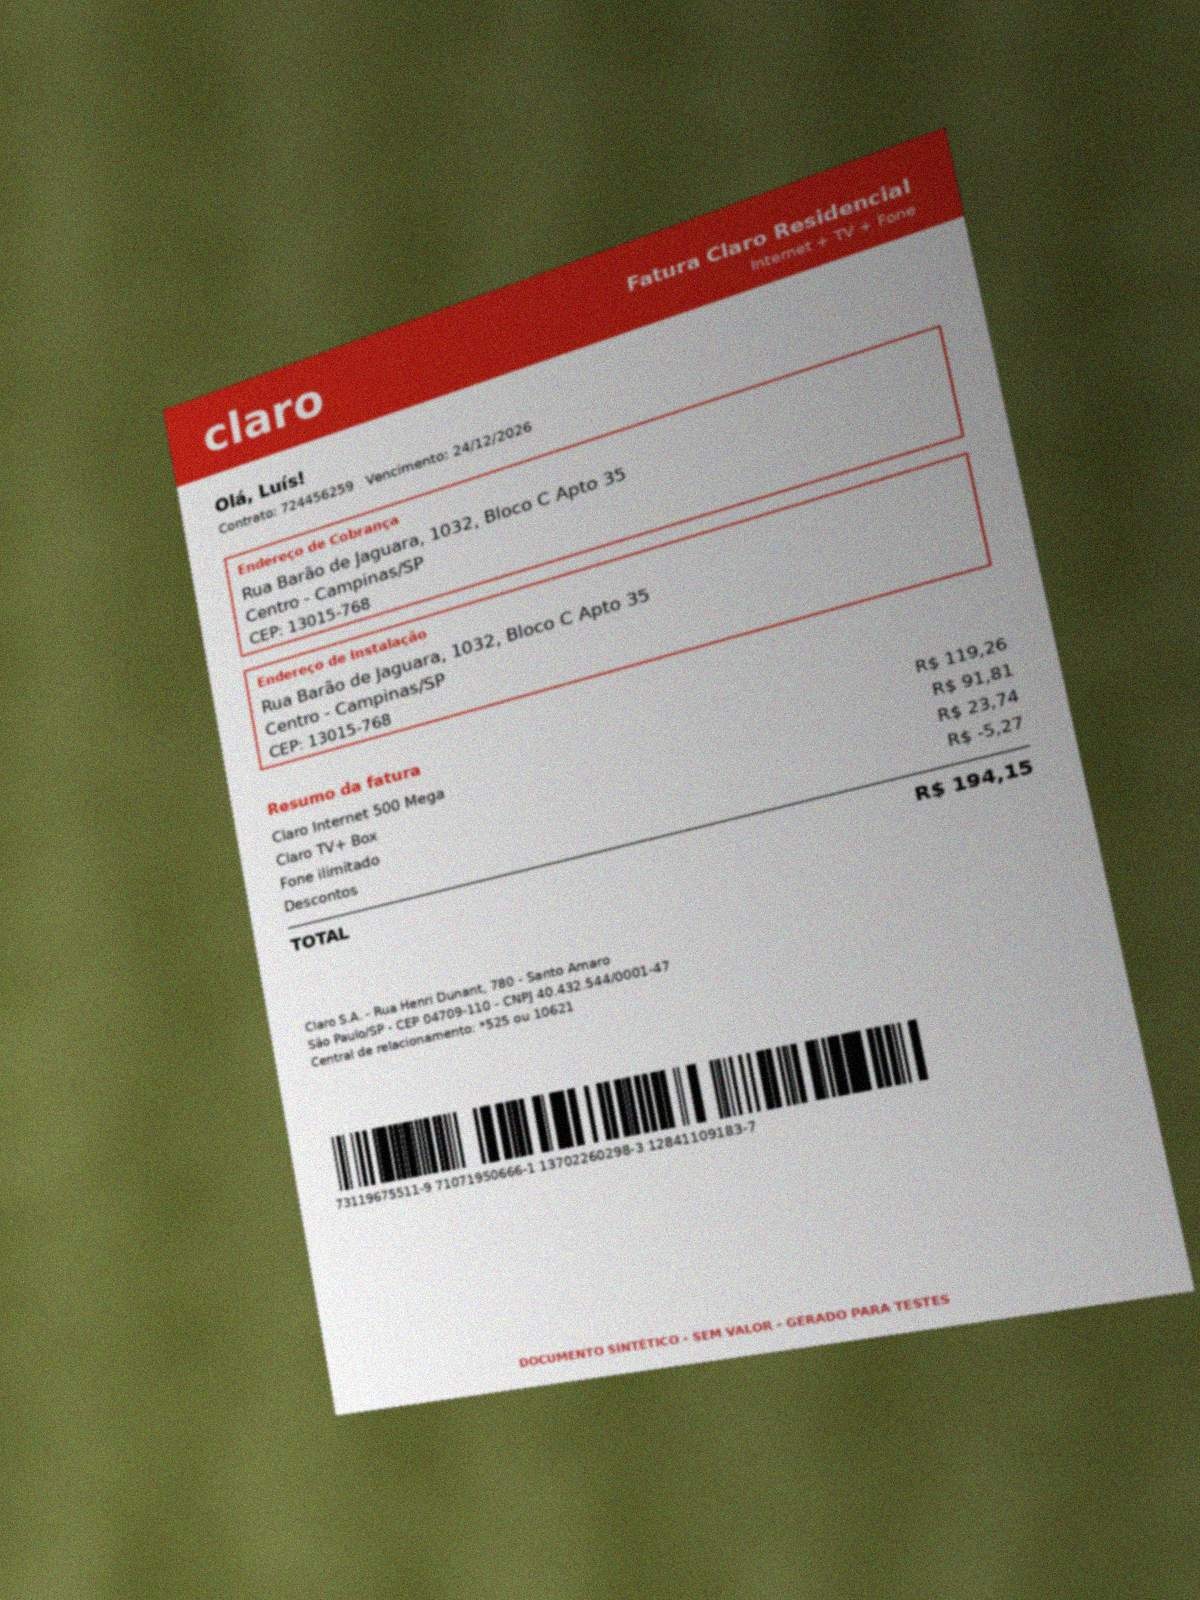 claro
Fatura Claro Residencial
Internet + TV + Fone
Olá, Luís!
Contrato: 724456259 Vencimento: 24/12/2026
Endereço de Cobrança
Rua Barão de Jaguara, 1032, Bloco C Apto 35
Centro - Campinas/SP
CEP: 13015-768
Endereço de Instalação
Rua Barão de Jaguara, 1032, Bloco C Apto 35
Centro - Campinas/SP
CEP: 13015-768
Resumo da fatura
Claro Internet 500 Mega R$ 119,26
Claro TV+ Box R$ 91,81
Fone ilimitado R$ 23,74
Descontos R$ -5,27
TOTAL R$ 194,15
Claro S.A. - Rua Henri Dunant, 780 - Santo Amaro
São Paulo/SP - CEP 04709-110 - CNPJ 40.432.544/0001-47
Central de relacionamento: *525 ou 10621
73119675511-9 71071950666-1 13702260298-3 12841109183-7
DOCUMENTO SINTÉTICO - SEM VALOR - GERADO PARA TESTES